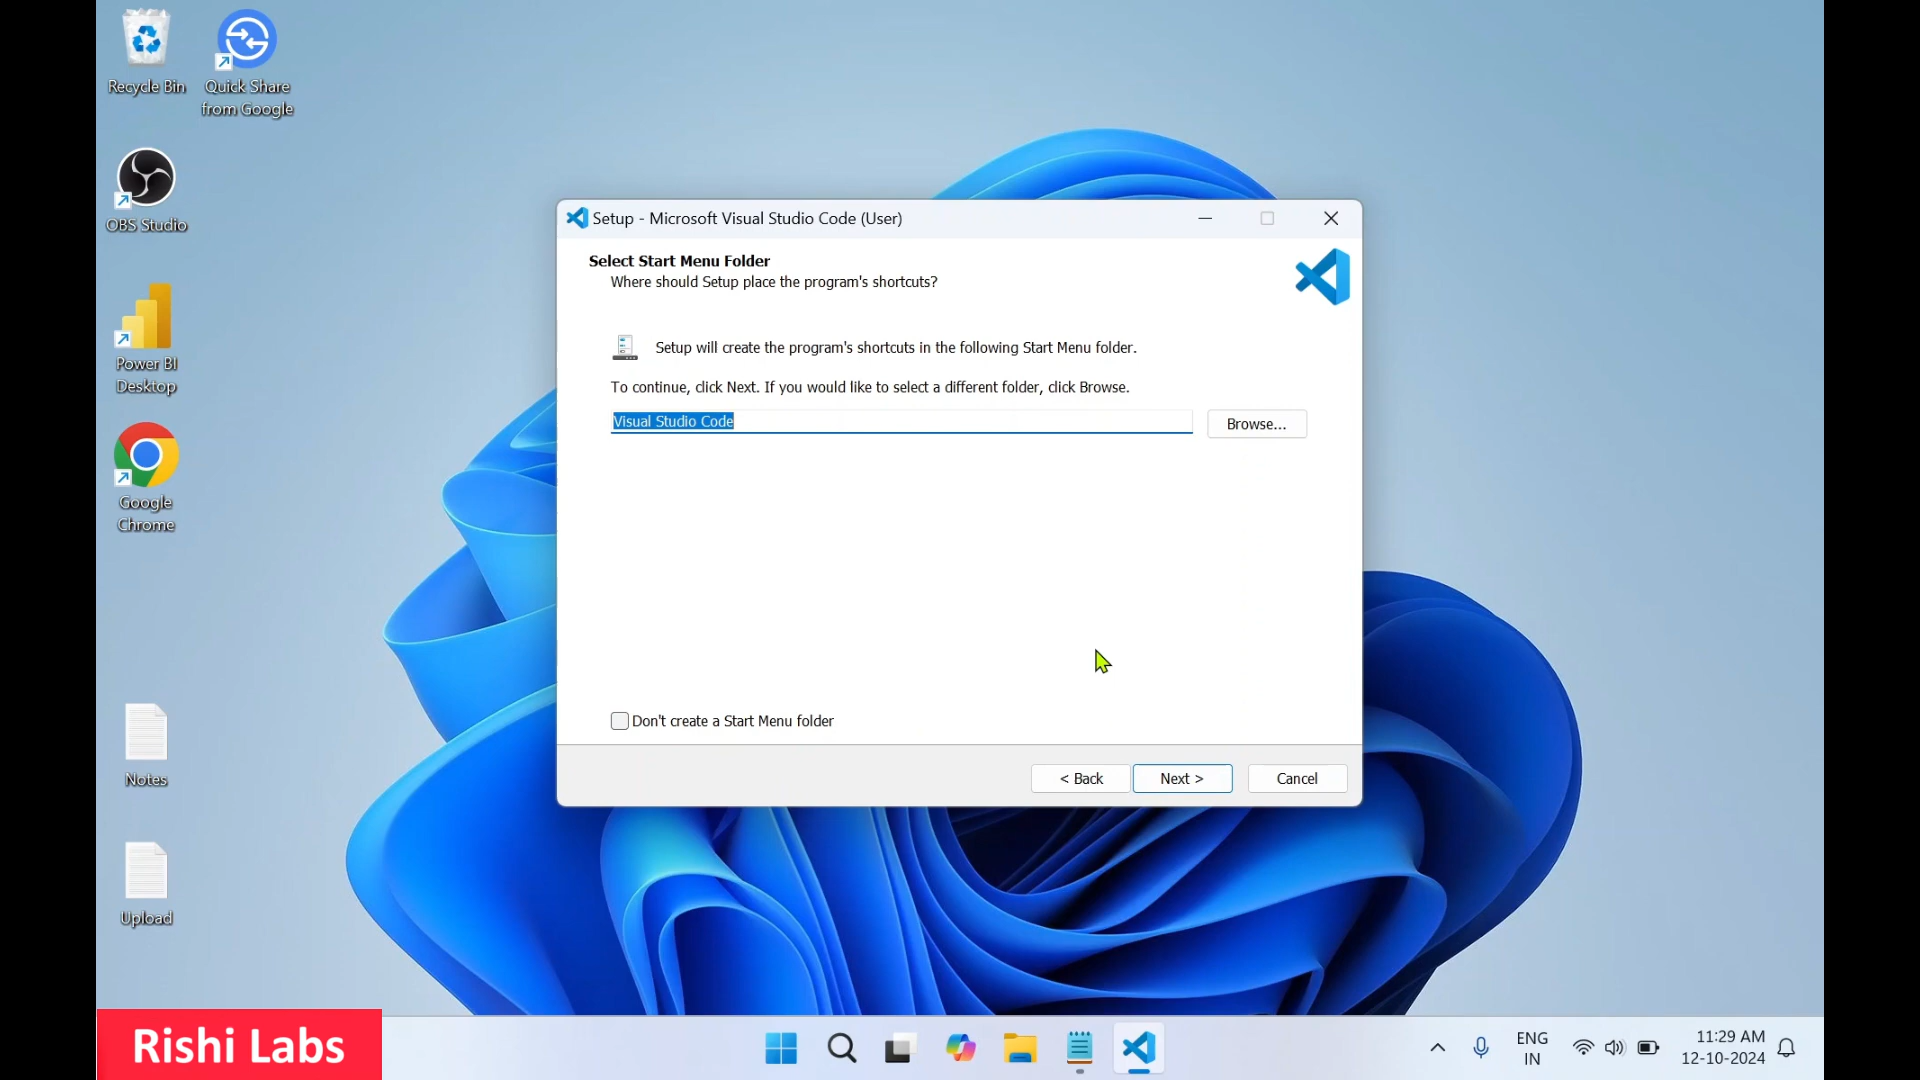 Recycle Bin
Quick Share
from Google
OBS Studio
Power BI
Desktop
Google
Chrome
Notes
Upload
Setup - Microsoft Visual Studio Code (User)
Select Start Menu Folder
Where should Setup place the program's shortcuts?
Setup will create the program's shortcuts in the following Start Menu folder.
To continue, click Next. If you would like to select a different folder, click Browse.
Visual Studio Code
Browse...
Don't create a Start Menu folder
< Back
Next >
Cancel
Rishi Labs
ENG
IN
11:29 AM
12-10-2024